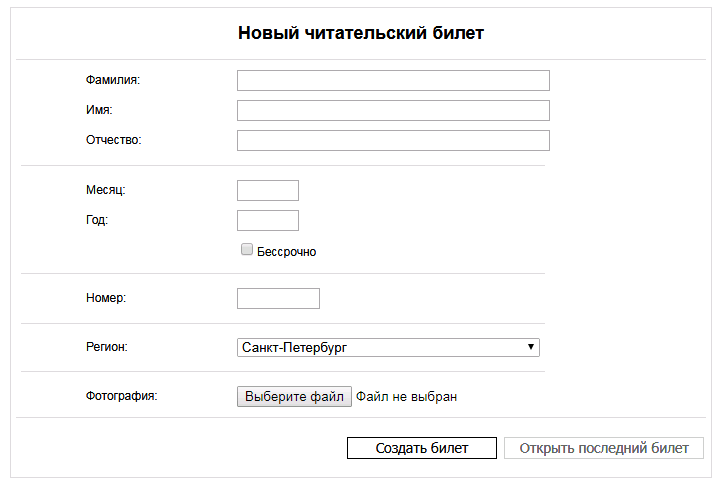 Новый читательский билет
Фамилия:
Имя:
Отчество:
Месяц:
Год:
Бессрочно
Номер:
Регион: Санкт-Петербург
Фотография: Выберите файл Файл не выбран
Создать билет Открыть последний билет